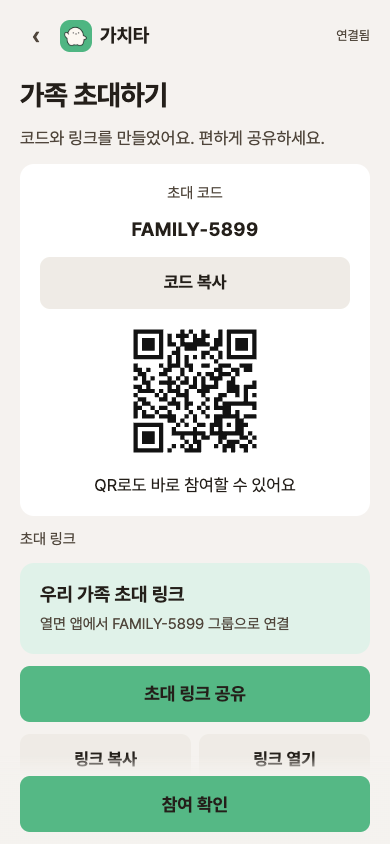 가치타
연결됨
가족 초대하기
코드와 링크를 만들었어요. 편하게 공유하세요.
초대 코드
FAMILY-5899
코드 복사
QR로도 바로 참여할 수 있어요
초대 링크
우리 가족 초대 링크
열면 앱에서 FAMILY-5899 그룹으로 연결
초대 링크 공유
링크 복사
링크 열기
참여 확인